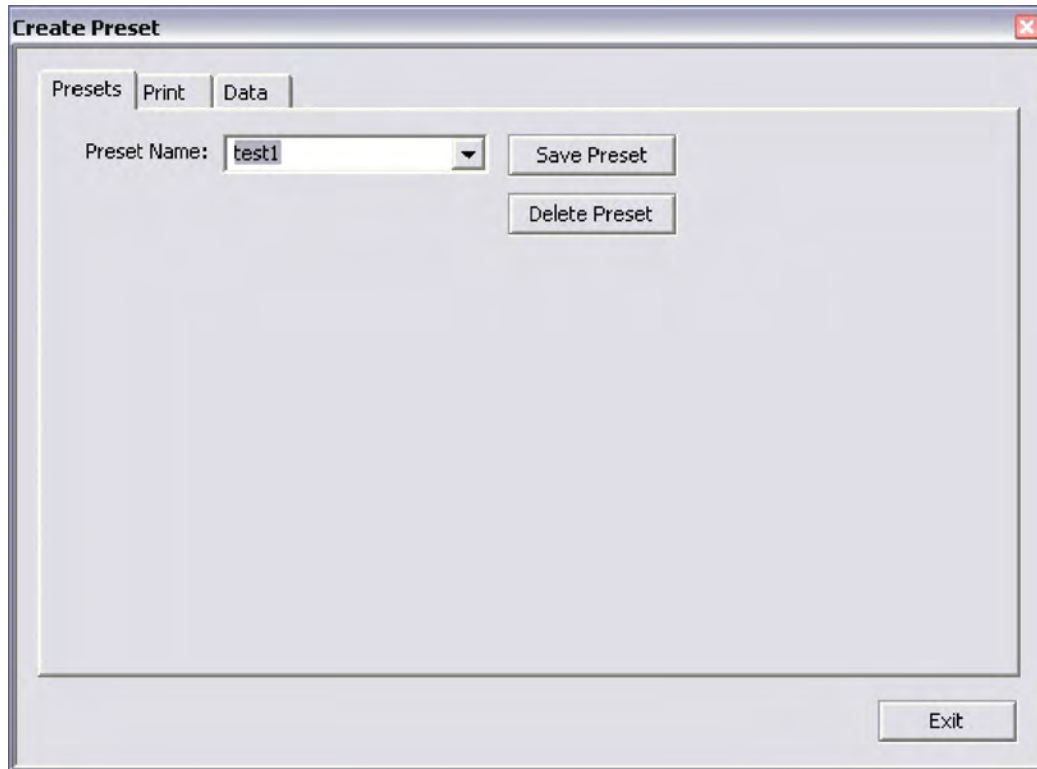 Create Preset
Presets Print Data
Preset Name: test1 Save Preset
Delete Preset
Exit